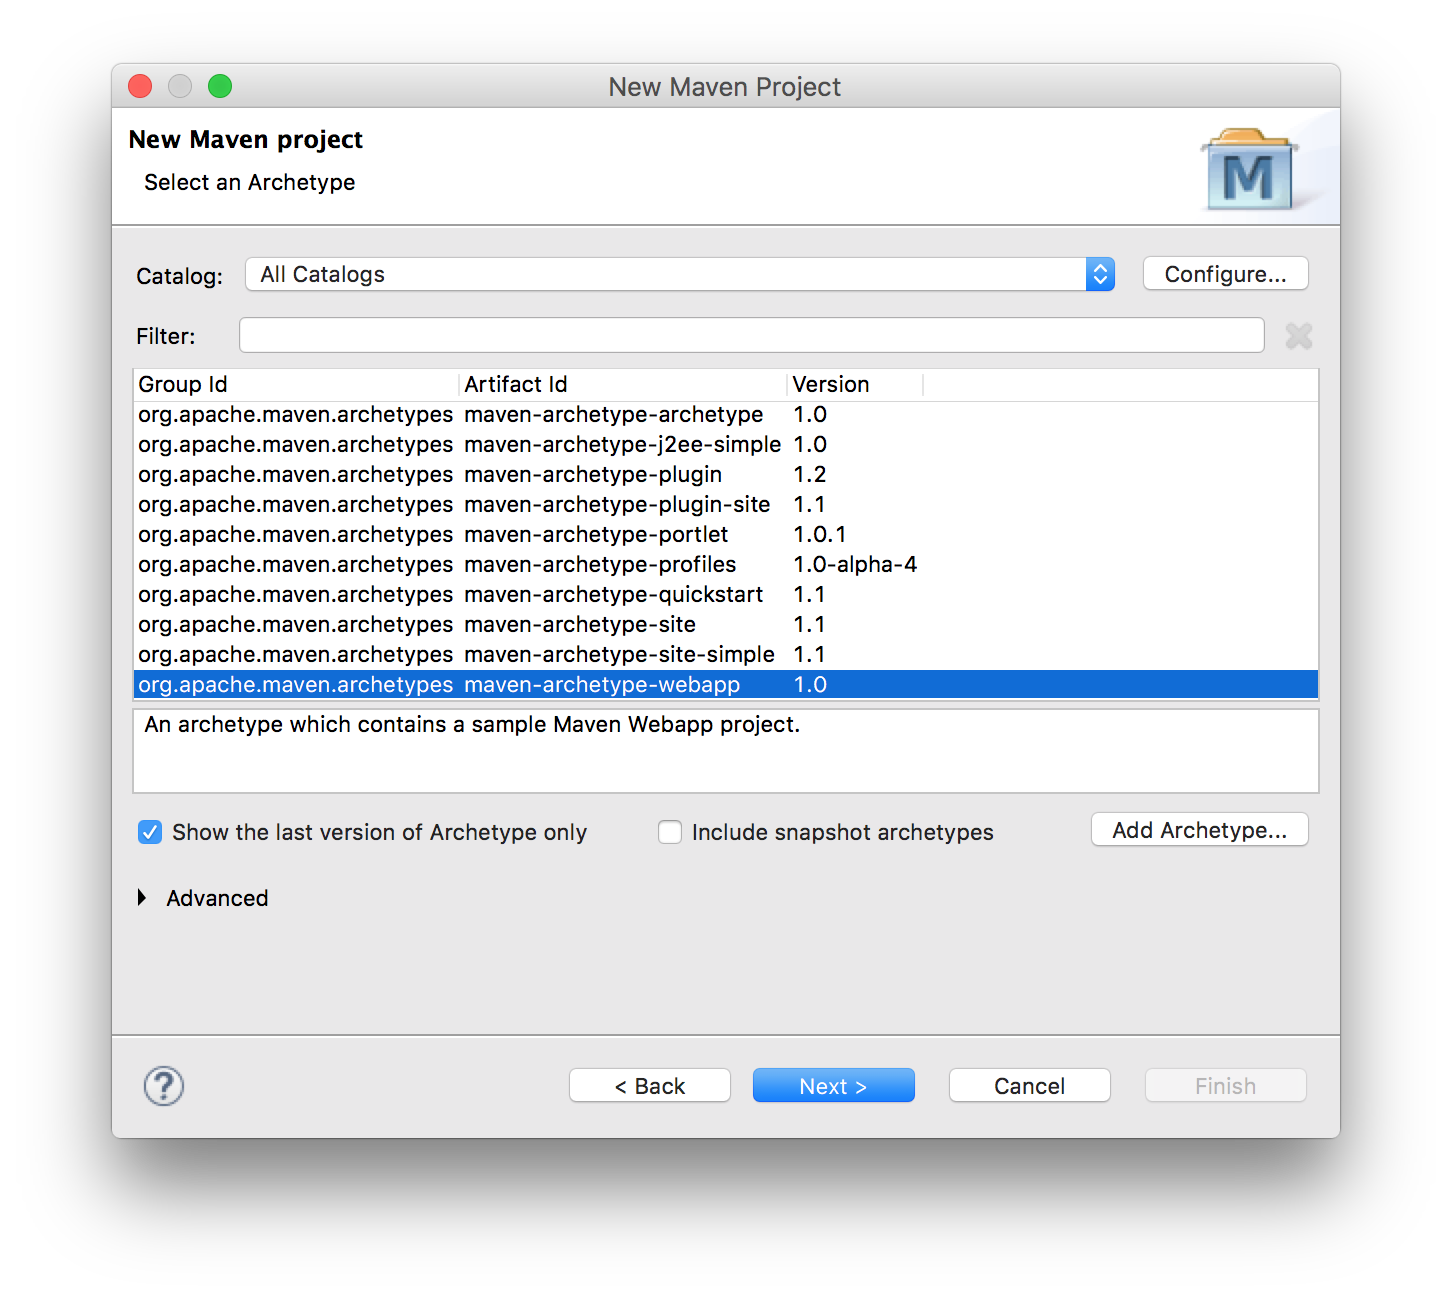 New Maven Project
New Maven project
Select an Archetype
M
Catalog: All Catalogs Configure...
Filter:
Group Id Artifact Id Version
org.apache.maven.archetypes maven-archetype-archetype 1.0
org.apache.maven.archetypes maven-archetype-j2ee-simple 1.0
org.apache.maven.archetypes maven-archetype-plugin 1.2
org.apache.maven.archetypes maven-archetype-plugin-site 1.1
org.apache.maven.archetypes maven-archetype-portlet 1.0.1
org.apache.maven.archetypes maven-archetype-profiles 1.0-alpha-4
org.apache.maven.archetypes maven-archetype-quickstart 1.1
org.apache.maven.archetypes maven-archetype-site 1.1
org.apache.maven.archetypes maven-archetype-site-simple 1.1
org.apache.maven.archetypes maven-archetype-webapp 1.0
An archetype which contains a sample Maven Webapp project.
Show the last version of Archetype only Include snapshot archetypes Add Archetype...
Advanced
? < Back Next > Cancel Finish